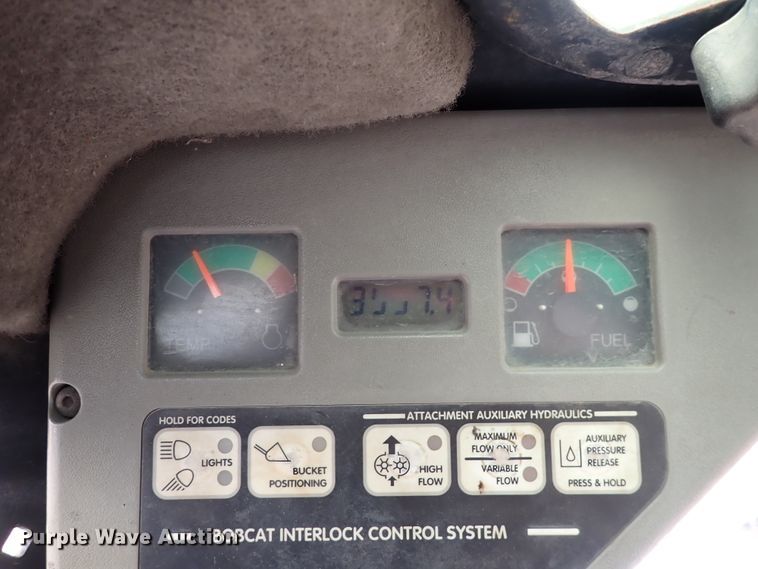 TEMP
FUEL
HOLD FOR CODES
LIGHTS
BUCKET
POSITIONING
ATTACHMENT AUXILIARY HYDRAULICS
HIGH
FLOW
MAXIMUM
FLOW ONLY
VARIABLE
FLOW
AUXILIARY
PRESSURE
RELEASE
PRESS & HOLD
BOBCAT INTERLOCK CONTROL SYSTEM
Purple Wave Auction